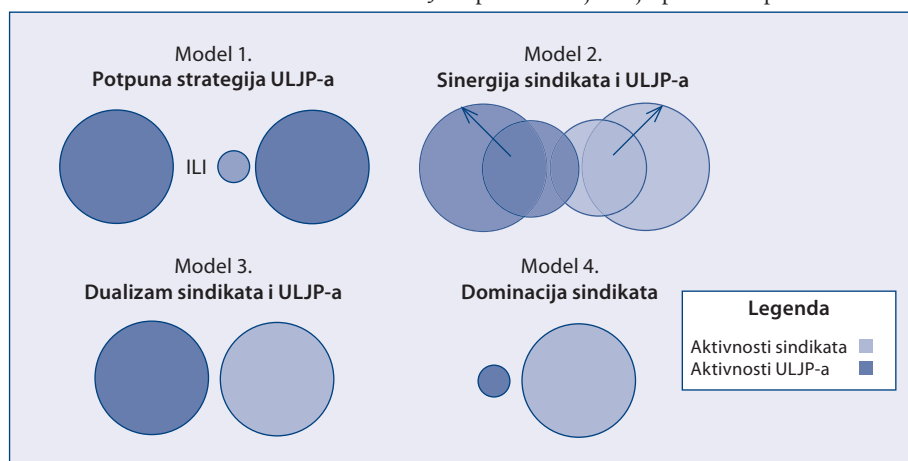 Model 1.
Potpuna strategija ULJP-a
ILI
Model 2.
Sinergija sindikata i ULJP-a
Model 3.
Dualizam sindikata i ULJP-a
Model 4.
Dominacija sindikata
Legenda
Aktivnosti sindikata
Aktivnosti ULJP-a